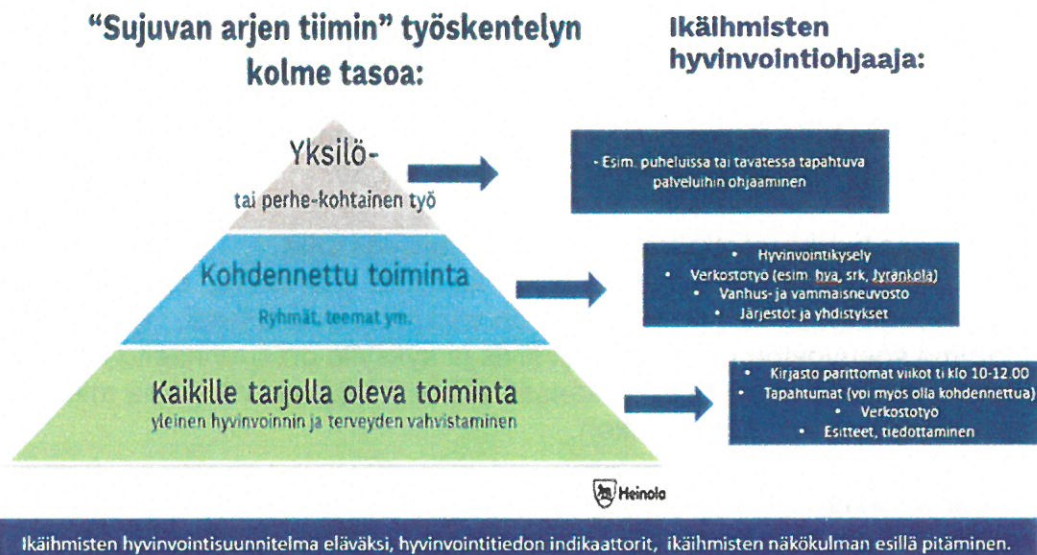 "Sujuvan arjen tiimin" työskentelyn
kolme tasoa:
Ikäihmisten
hyvinvointiohjaaja:
Yksilö-
tai perhe-kohtainen työ
- Esim. puheluissa tai tavatessa tapahtuva
palveluihin ohjaaminen
Kohdennettu toiminta
Ryhmät, teemat ym.
• Hyvinvointikysely
• Verkostotyö (esim. hva, srk, Jyränkölä)
• Vanhus- ja vammaisneuvosto
• Järjestöt ja yhdistykset
Kaikille tarjolla oleva toiminta
yleinen hyvinvoinnin ja terveyden vahvistaminen
• Kirjasto parittomat viikot ti klo 10-12.00
• Tapahtumat (voi myös olla kohdennettua)
• Verkostotyö
• Esitteet, tiedottaminen
Heinola
Ikäihmisten hyvinvointisuunnitelma eläväksi, hyvinvointitiedon indikaattorit, ikäihmisten näkökulman esillä pitäminen.